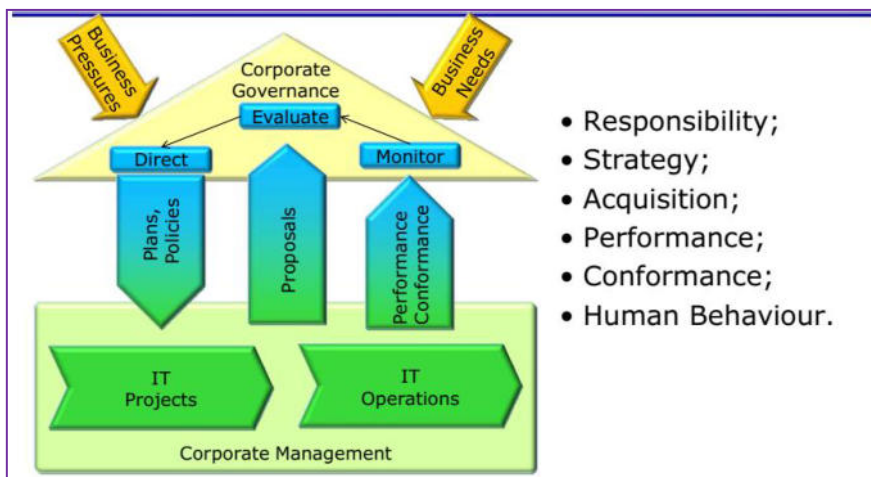 Business
Pressures
Business
Needs
Corporate
Governance
Evaluate
Direct
Monitor
Plans,
Policies
Proposals
Performance
Conformance
IT
Projects
IT
Operations
Corporate Management
• Responsibility;
• Strategy;
• Acquisition;
• Performance;
• Conformance;
• Human Behaviour.